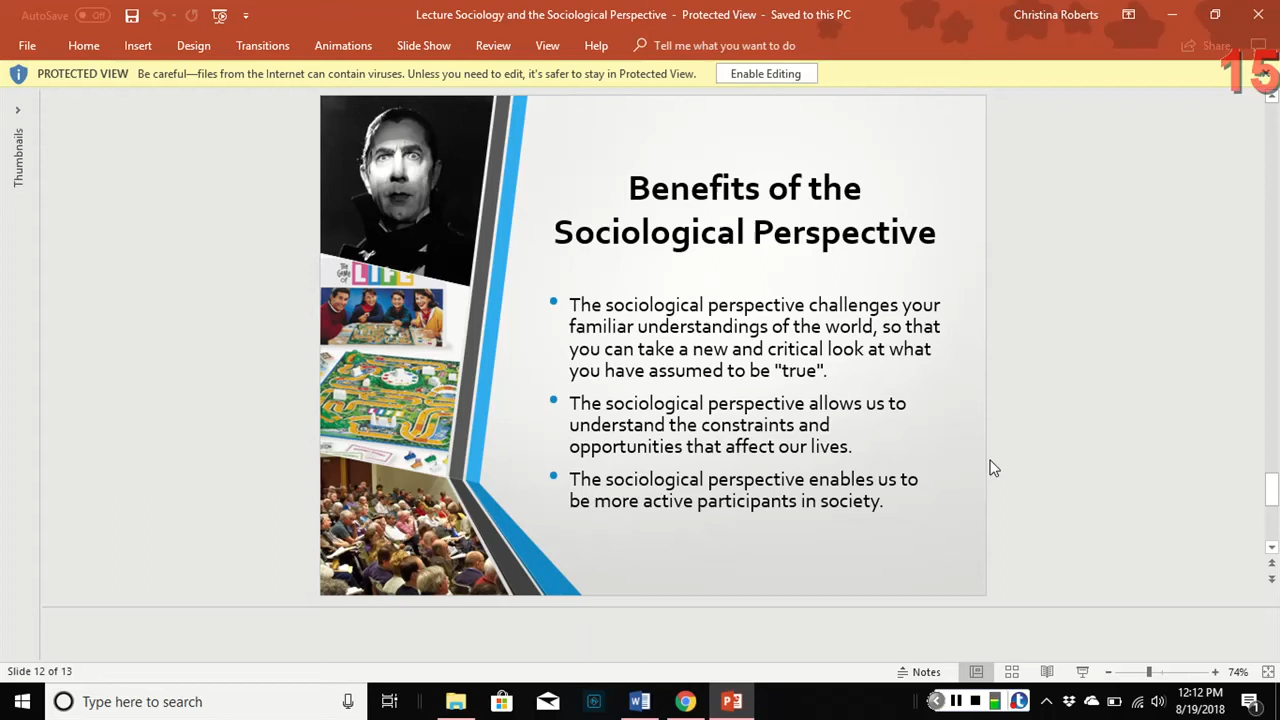 AutoSave Off
Lecture Sociology and the Sociological Perspective - Protected View - Saved to this PC
Christina Roberts
File Home Insert Design Transitions Animations Slide Show Review View Help Tell me what you want to do Share
15
PROTECTED VIEW Be careful—files from the Internet can contain viruses. Unless you need to edit, it's safer to stay in Protected View. Enable Editing
Thumbnails
THE GAME OF LIFE
Benefits of the
Sociological Perspective
• The sociological perspective challenges your
familiar understandings of the world, so that
you can take a new and critical look at what
you have assumed to be "true".
• The sociological perspective allows us to
understand the constraints and
opportunities that affect our lives.
• The sociological perspective enables us to
be more active participants in society.
Slide 12 of 13
Notes
74%
Type here to search
12:12 PM
8/19/2018
1